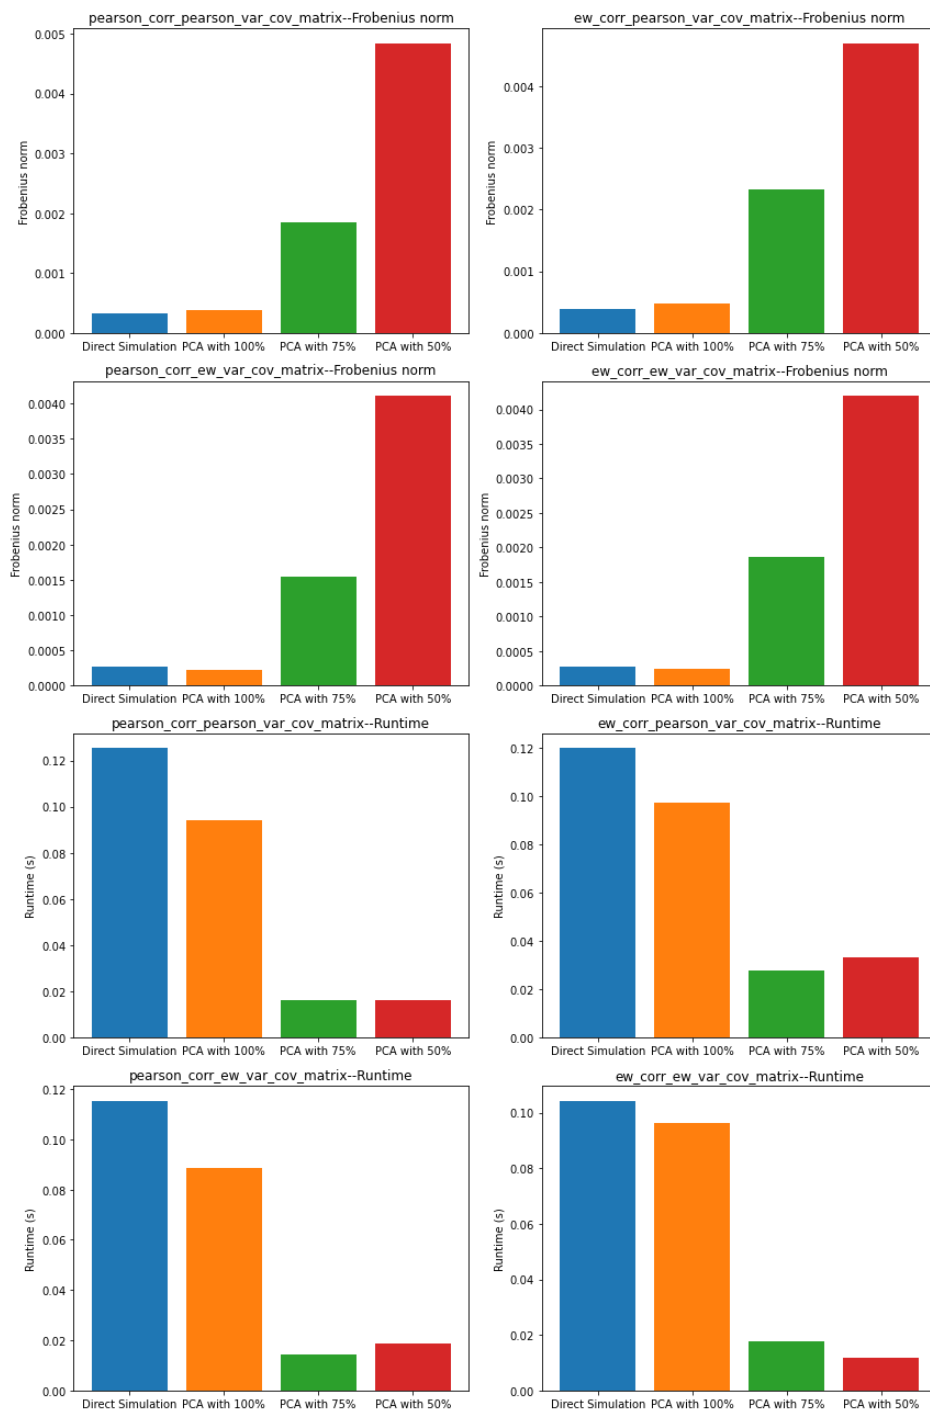 pearson_corr_pearson_var_cov_matrix--Frobenius norm
0.005
0.004
0.003
0.002
0.001
0.000
Frobenius norm
Direct Simulation PCA with 100% PCA with 75% PCA with 50%
ew_corr_pearson_var_cov_matrix--Frobenius norm
0.004
0.003
0.002
0.001
0.000
Frobenius norm
Direct Simulation PCA with 100% PCA with 75% PCA with 50%
pearson_corr_ew_var_cov_matrix--Frobenius norm
0.0040
0.0035
0.0030
0.0025
0.0020
0.0015
0.0010
0.0005
0.0000
Frobenius norm
Direct Simulation PCA with 100% PCA with 75% PCA with 50%
ew_corr_ew_var_cov_matrix--Frobenius norm
0.0040
0.0035
0.0030
0.0025
0.0020
0.0015
0.0010
0.0005
0.0000
Frobenius norm
Direct Simulation PCA with 100% PCA with 75% PCA with 50%
pearson_corr_pearson_var_cov_matrix--Runtime
0.12
0.10
0.08
0.06
0.04
0.02
0.00
Runtime (s)
Direct Simulation PCA with 100% PCA with 75% PCA with 50%
ew_corr_pearson_var_cov_matrix--Runtime
0.12
0.10
0.08
0.06
0.04
0.02
0.00
Runtime (s)
Direct Simulation PCA with 100% PCA with 75% PCA with 50%
pearson_corr_ew_var_cov_matrix--Runtime
0.12
0.10
0.08
0.06
0.04
0.02
0.00
Runtime (s)
Direct Simulation PCA with 100% PCA with 75% PCA with 50%
ew_corr_ew_var_cov_matrix--Runtime
0.10
0.08
0.06
0.04
0.02
0.00
Runtime (s)
Direct Simulation PCA with 100% PCA with 75% PCA with 50%